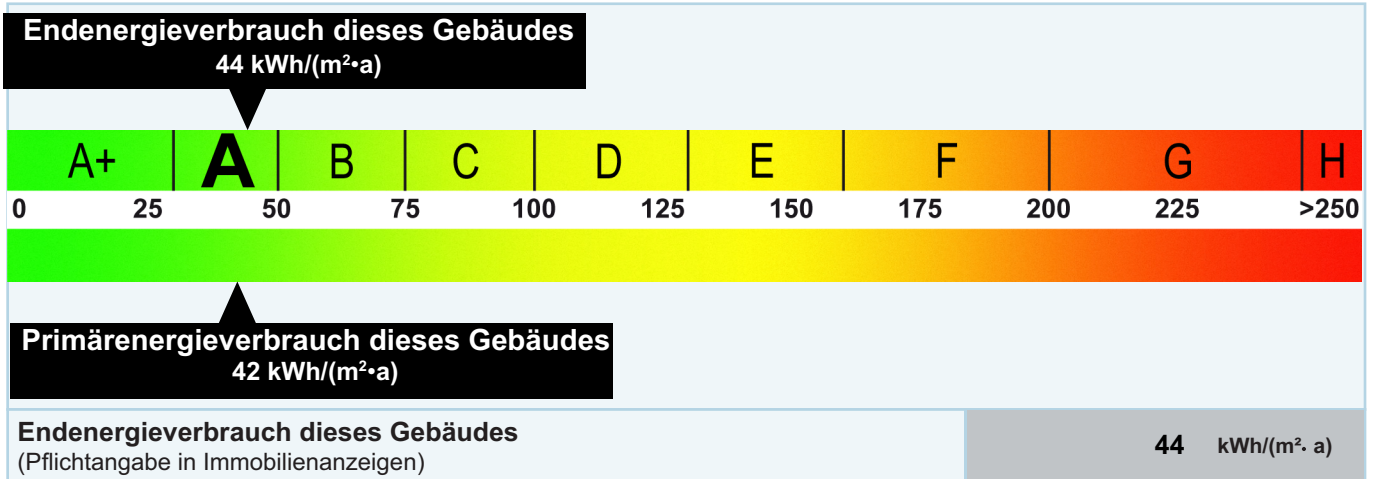 Endenergieverbrauch dieses Gebäudes
44 kWh/(m²•a)
A+ A B C D E F G H
0 25 50 75 100 125 150 175 200 225 >250
Primärenergieverbrauch dieses Gebäudes
42 kWh/(m²•a)
Endenergieverbrauch dieses Gebäudes
(Pflichtangabe in Immobilienanzeigen)
44 kWh/(m²· a)